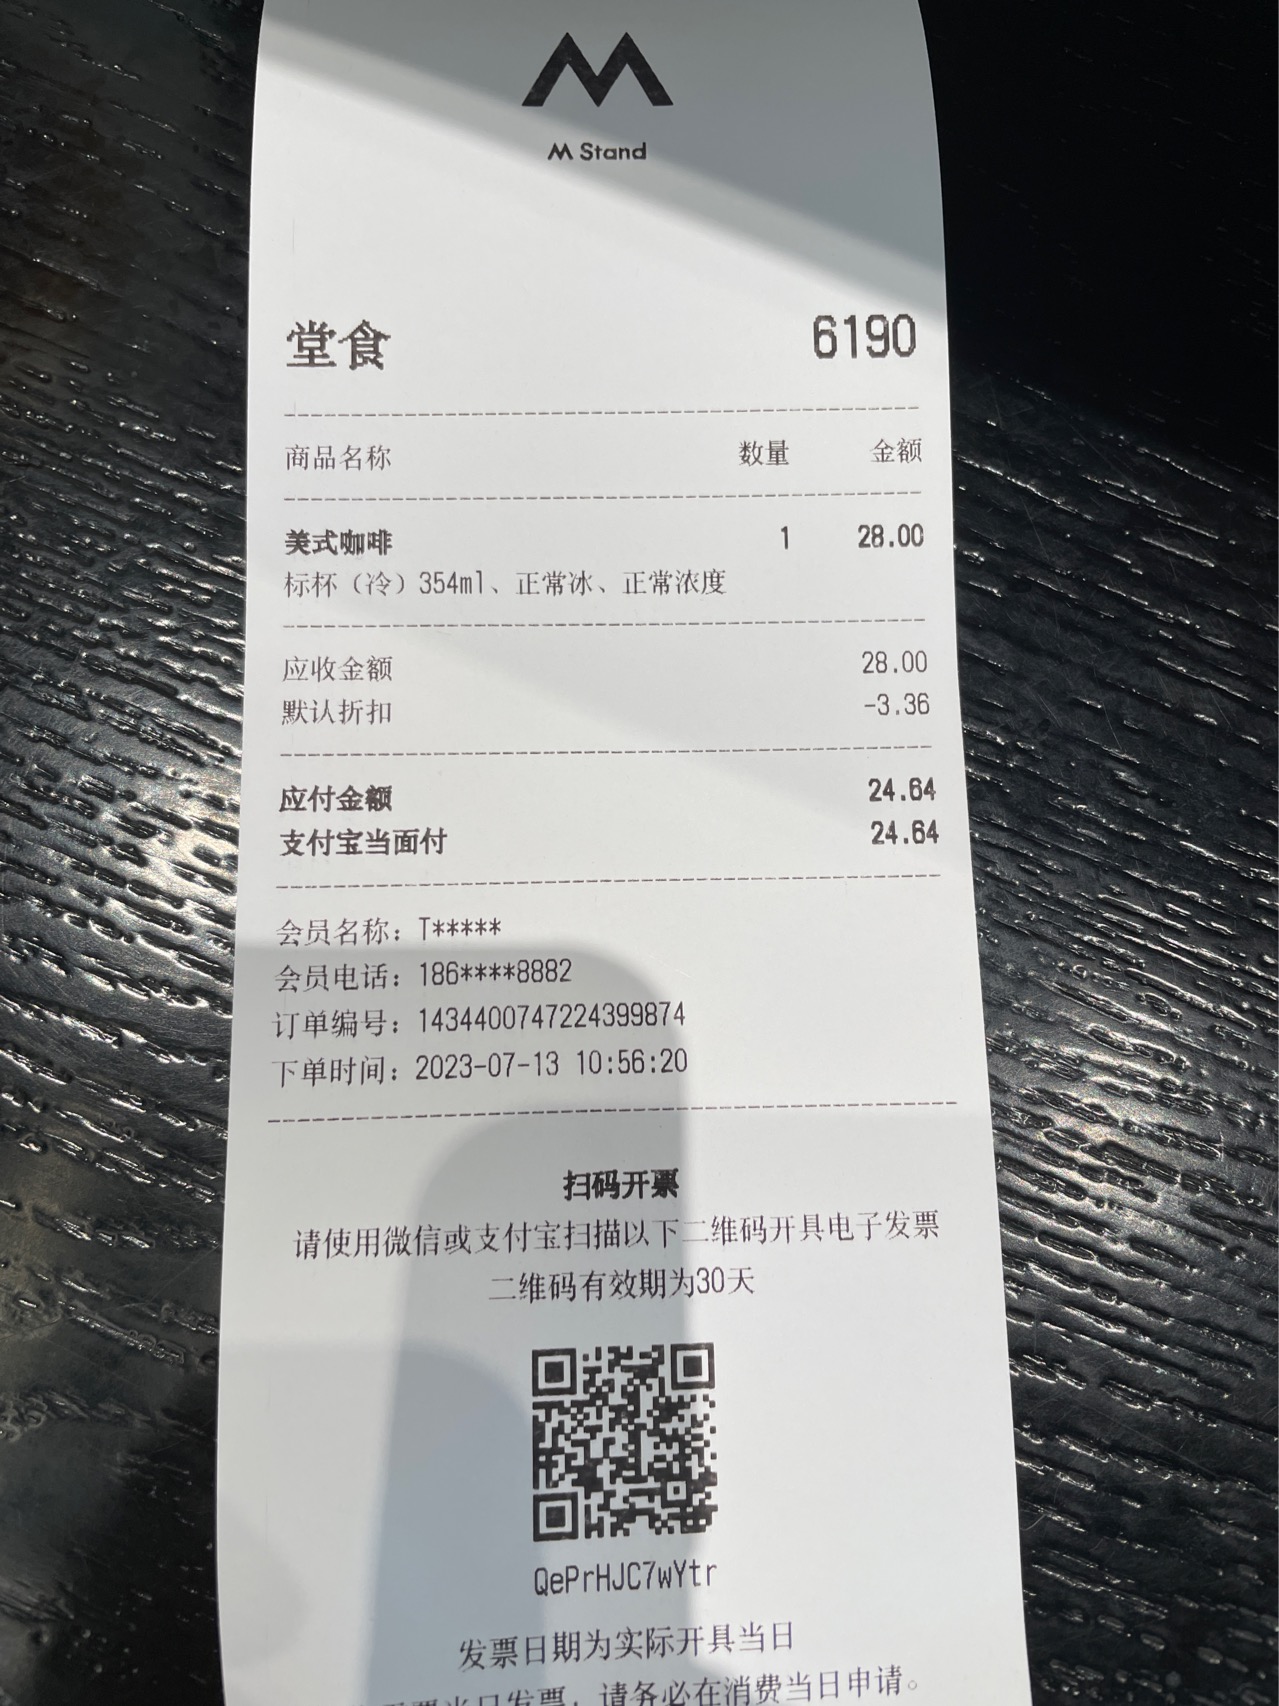 M Stand
堂食 6190
商品名称 数量 金额
美式咖啡 1 28.00
标杯（冷）354ml、正常冰、正常浓度
应收金额 28.00
默认折扣 -3.36
应付金额 24.64
支付宝当面付 24.64
会员名称：T*****
会员电话：186****8882
订单编号：1434400747224399874
下单时间：2023-07-13 10:56:20
扫码开票
请使用微信或支付宝扫描以下二维码开具电子发票
二维码有效期为30天
QePrHJC7wYtr
发票日期为实际开具当日
当日发票，请务必在消费当日申请。